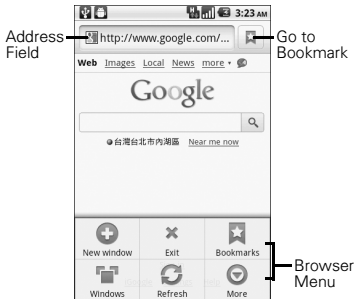 3:23 AM
Address Field
http://www.google.com/...
Go to Bookmark
Web Images Local News more
Google
台灣台北市內湖區 Near me now
New window Exit Bookmarks
Browser Menu
Windows Refresh More